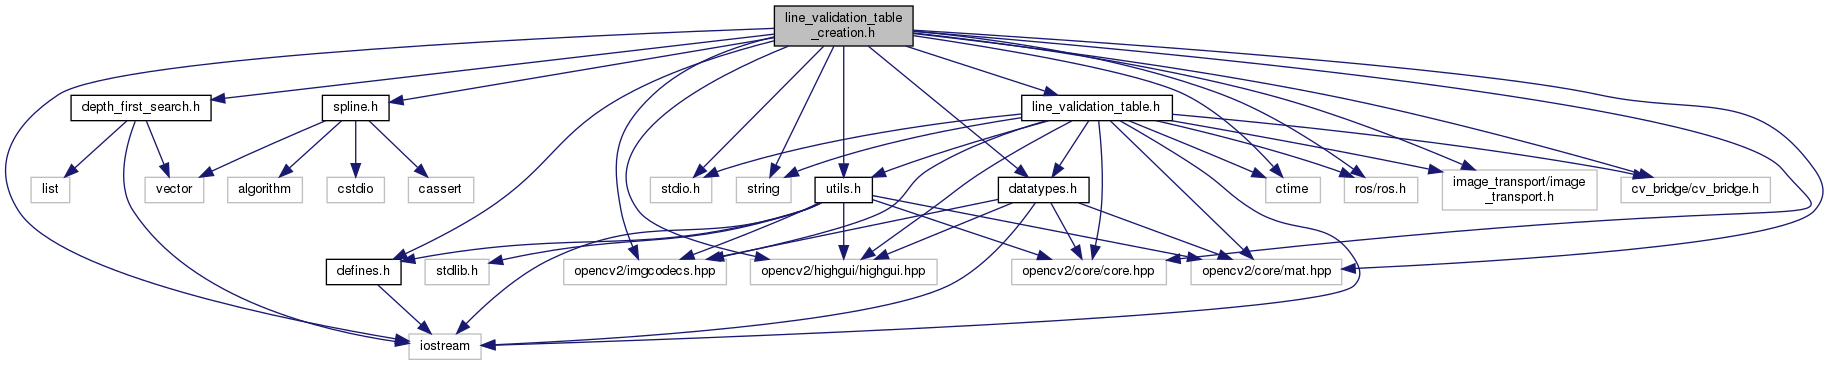 line_validation_table
_creation.h
depth_first_search.h
spline.h
line_validation_table.h
list
vector
algorithm
cstdio
cassert
stdio.h
string
utils.h
datatypes.h
ctime
ros/ros.h
image_transport/image
_transport.h
cv_bridge/cv_bridge.h
defines.h
stdlib.h
opencv2/imgcodecs.hpp
opencv2/highgui/highgui.hpp
opencv2/core/core.hpp
opencv2/core/mat.hpp
iostream